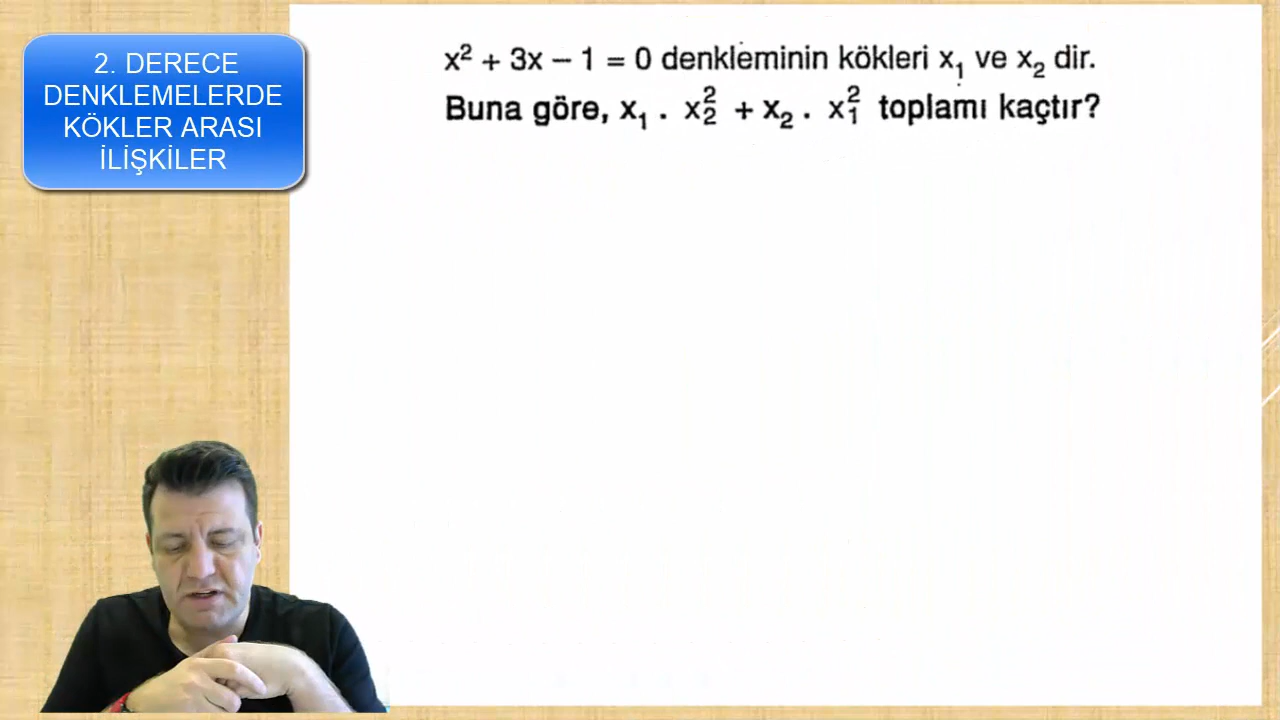 2. DERECE
DENKLEMELERDE
KÖKLER ARASI
İLİŞKİLER
x² + 3x – 1 = 0 denkleminin kökleri x₁ ve x₂ dir.
Buna göre, x₁ . x₂² + x₂ . x₁² toplamı kaçtır?